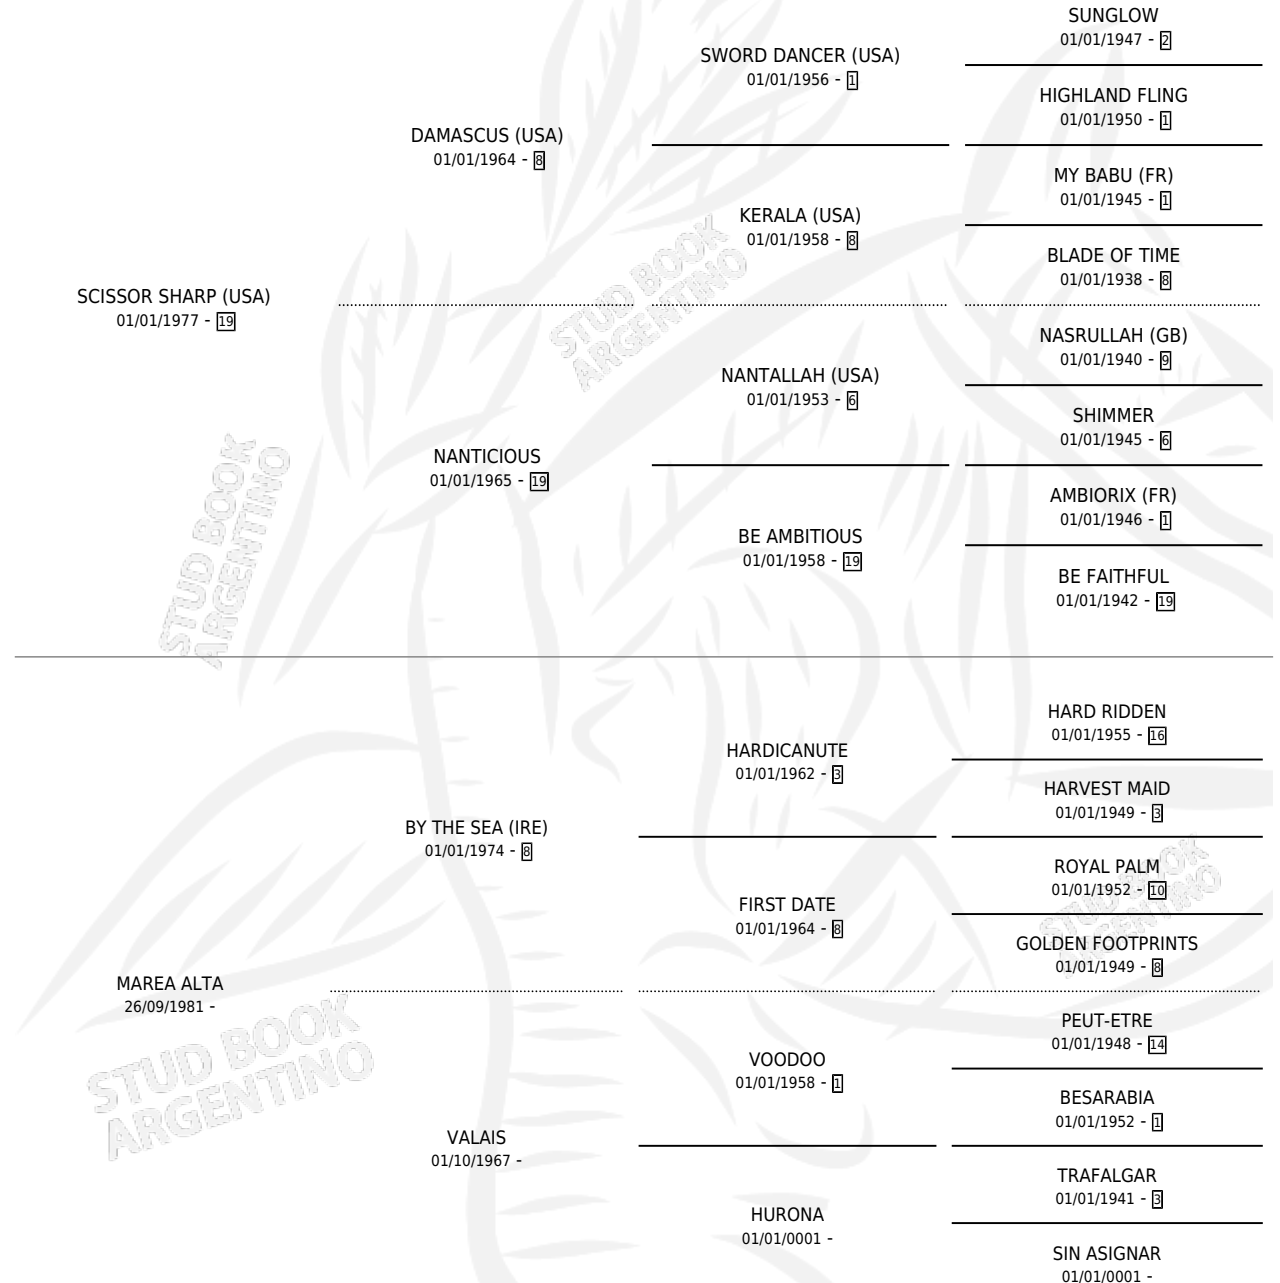 SUNGLOW
01/01/1947 - 2
SWORD DANCER (USA)
01/01/1956 - 1
HIGHLAND FLING
01/01/1950 - 1
DAMASCUS (USA)
01/01/1964 - 8
MY BABU (FR)
01/01/1945 - 1
KERALA (USA)
01/01/1958 - 8
BLADE OF TIME
01/01/1938 - 8
SCISSOR SHARP (USA)
01/01/1977 - 19
STUD BOOK
ARGENTINO
NASRULLAH (GB)
01/01/1940 - 9
NANTALLAH (USA)
01/01/1953 - 6
SHIMMER
01/01/1945 - 6
NANTICIOUS
01/01/1965 - 19
AMBIORIX (FR)
01/01/1946 - 1
BE AMBITIOUS
01/01/1958 - 19
BE FAITHFUL
01/01/1942 - 19
STUD BOOK
ARGENTINO
HARD RIDDEN
01/01/1955 - 16
HARDICANUTE
01/01/1962 - 3
HARVEST MAID
01/01/1949 - 3
BY THE SEA (IRE)
01/01/1974 - 8
ROYAL PALM
01/01/1952 - 10
FIRST DATE
01/01/1964 - 8
GOLDEN FOOTPRINTS
01/01/1949 - 8
STUD BOOK
ARGENTINO
MAREA ALTA
26/09/1981 -
PEUT-ETRE
01/01/1948 - 14
VOODOO
01/01/1958 - 1
BESARABIA
01/01/1952 - 1
STUD BOOK
ARGENTINO
VALAIS
01/10/1967 -
TRAFALGAR
01/01/1941 - 3
HURONA
01/01/0001 -
SIN ASIGNAR
01/01/0001 -